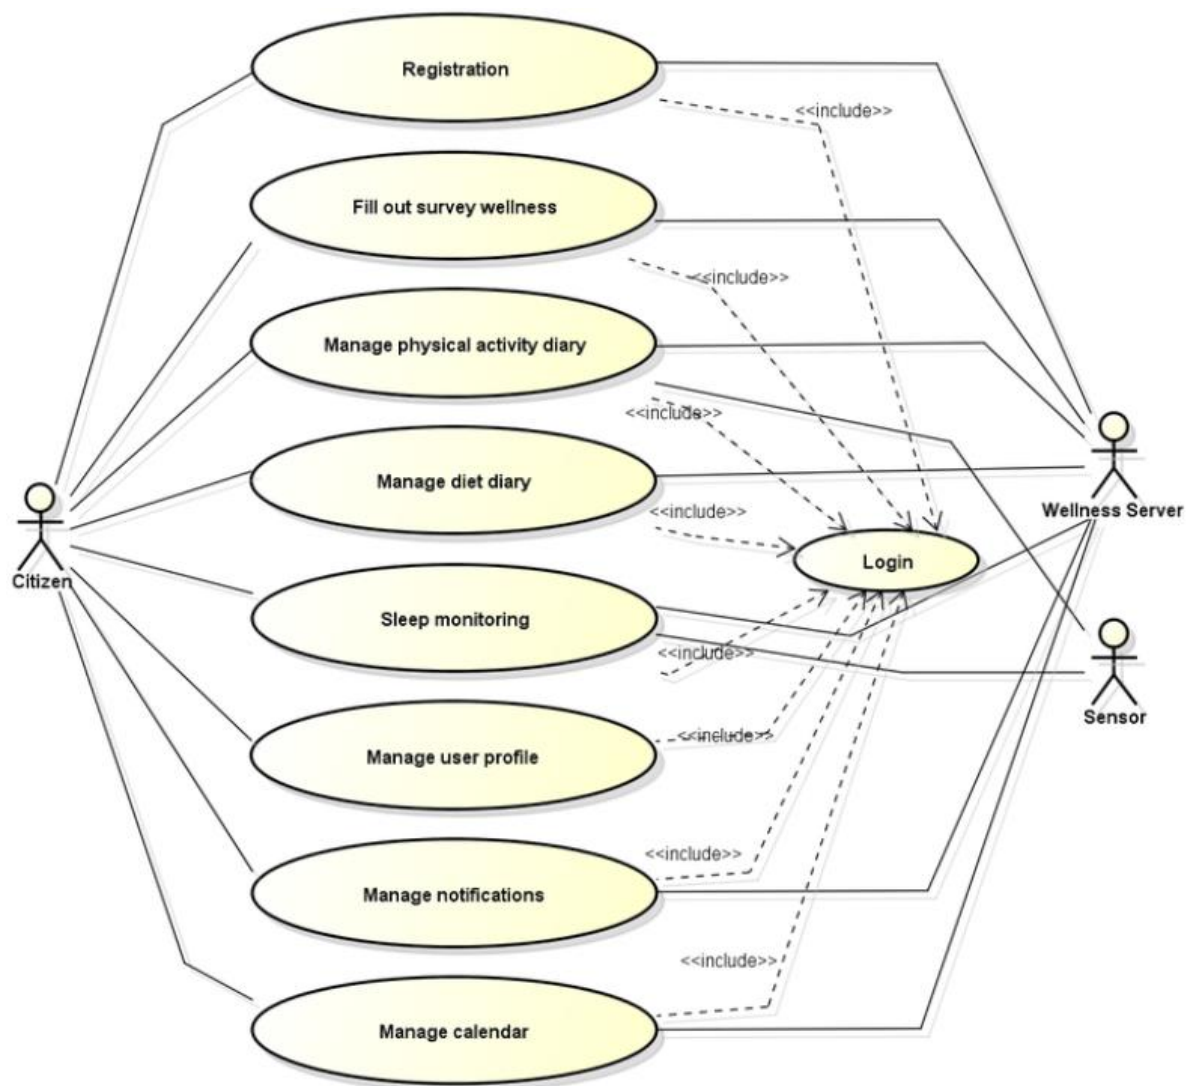 Registration
<<include>>
Fill out survey wellness
<<include>>
Manage physical activity diary
<<include>>
Manage diet diary
<<include>>
Wellness Server
Login
Citizen
Sleep monitoring
<<include>>
Sensor
Manage user profile
<<include>>
Manage notifications
<<include>>
Manage calendar
<<include>>